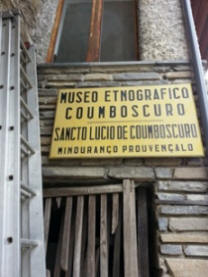 MUSEO ETNOGRAFICO
COUMBOSCURO
SANCTO LUCIO DE COUMBOSCURO
MINOURANÇO PROUVENÇALO